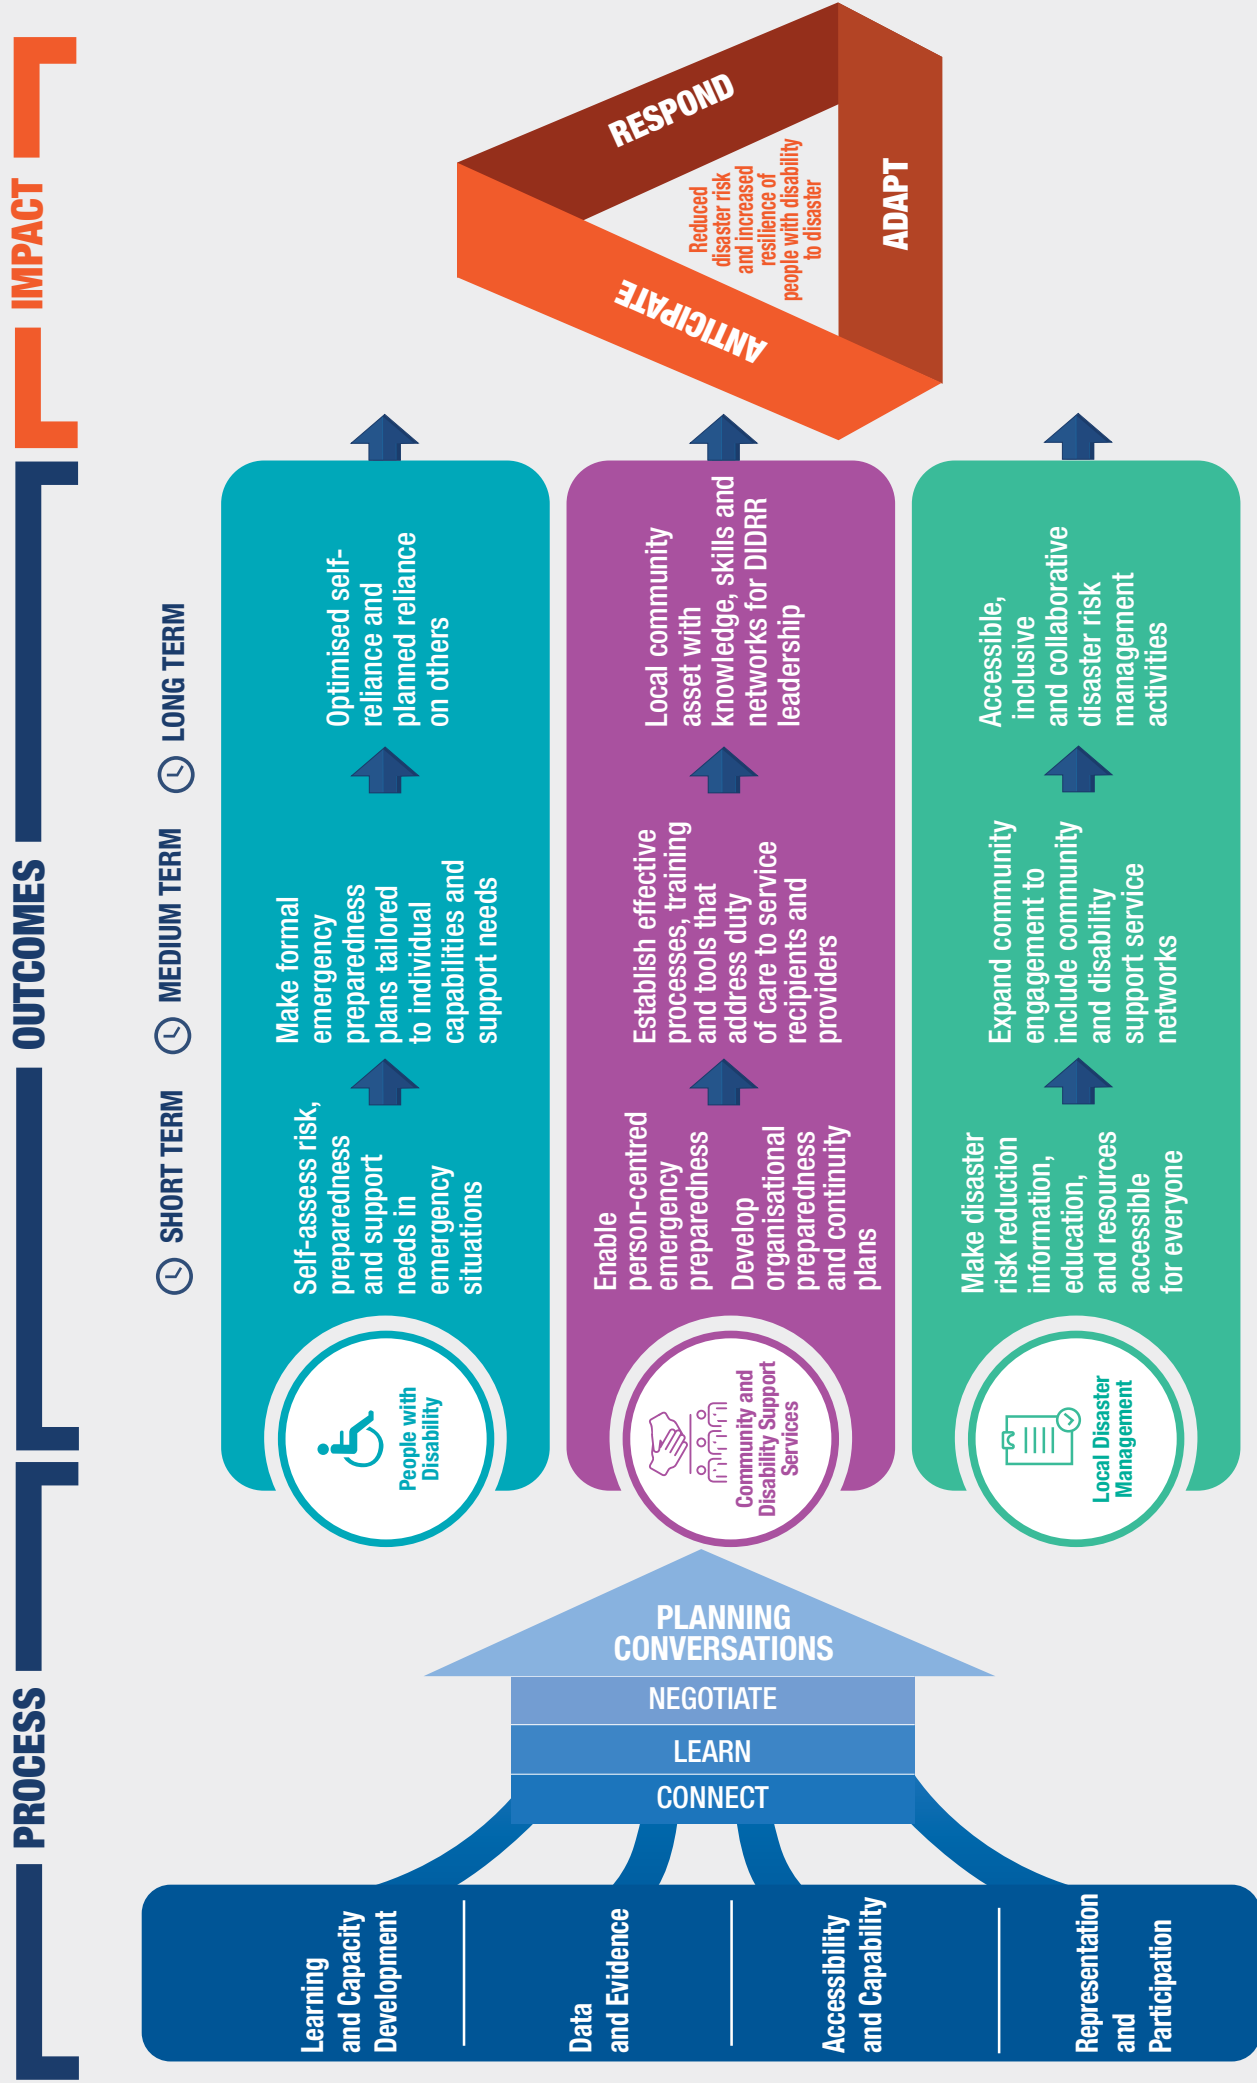 PROCESS
OUTCOMES
IMPACT
Learning
and Capacity
Development
Data
and Evidence
Accessibility
and Capability
Representation
and
Participation
CONNECT
LEARN
NEGOTIATE
PLANNING
CONVERSATIONS
SHORT TERM
MEDIUM TERM
LONG TERM
People with
Disability
Self-assess risk,
preparedness
and support
needs in
emergency
situations
Make formal
emergency
preparedness
plans tailored
to individual
capabilities and
support needs
Optimised self-
reliance and
planned reliance
on others
Community and
Disability Support
Services
Enable
person-centred
emergency
preparedness
Develop
organisational
preparedness
and continuity
plans
Establish effective
processes, training
and tools that
address duty
of care to service
recipients and
providers
Local community
asset with
knowledge, skills and
networks for DIDRR
leadership
Local Disaster
Management
Make disaster
risk reduction
information,
education,
and resources
accessible
for everyone
Expand community
engagement to
include community
and disability
support service
networks
Accessible,
inclusive
and collaborative
disaster risk
management
activities
ANTICIPATE
RESPOND
ADAPT
Reduced
disaster risk
and increased
resilience of
people with disability
to disaster